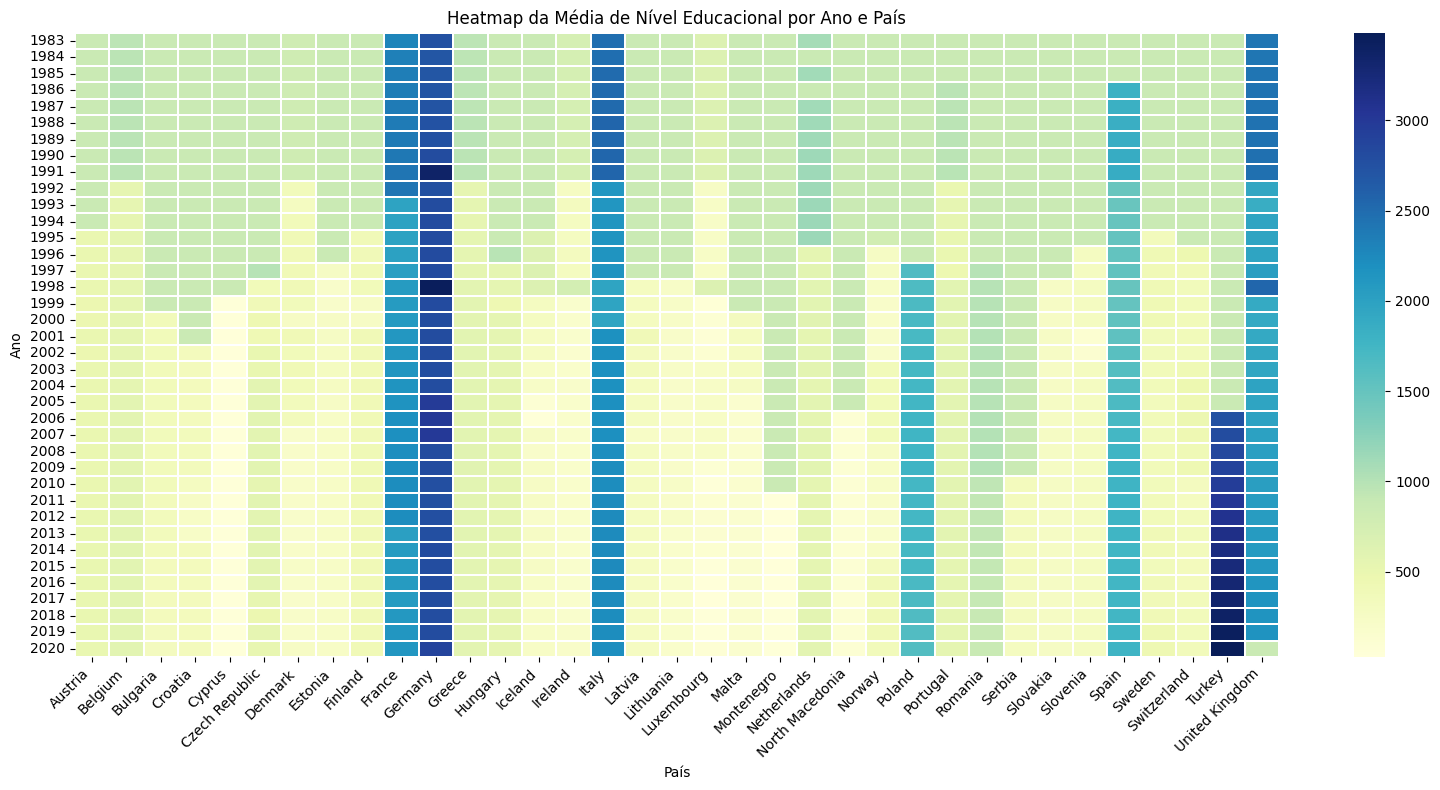 Heatmap da Média de Nível Educacional por Ano e País
Ano
1983
1984
1985
1986
1987
1988
1989
1990
1991
1992
1993
1994
1995
1996
1997
1998
1999
2000
2001
2002
2003
2004
2005
2006
2007
2008
2009
2010
2011
2012
2013
2014
2015
2016
2017
2018
2019
2020
Austria
Belgium
Bulgaria
Croatia
Cyprus
Czech Republic
Denmark
Estonia
Finland
France
Germany
Greece
Hungary
Iceland
Ireland
Italy
Latvia
Lithuania
Luxembourg
Malta
Montenegro
Netherlands
North Macedonia
Norway
Poland
Portugal
Romania
Serbia
Slovakia
Slovenia
Spain
Sweden
Switzerland
Turkey
United Kingdom
País
3000
2500
2000
1500
1000
500